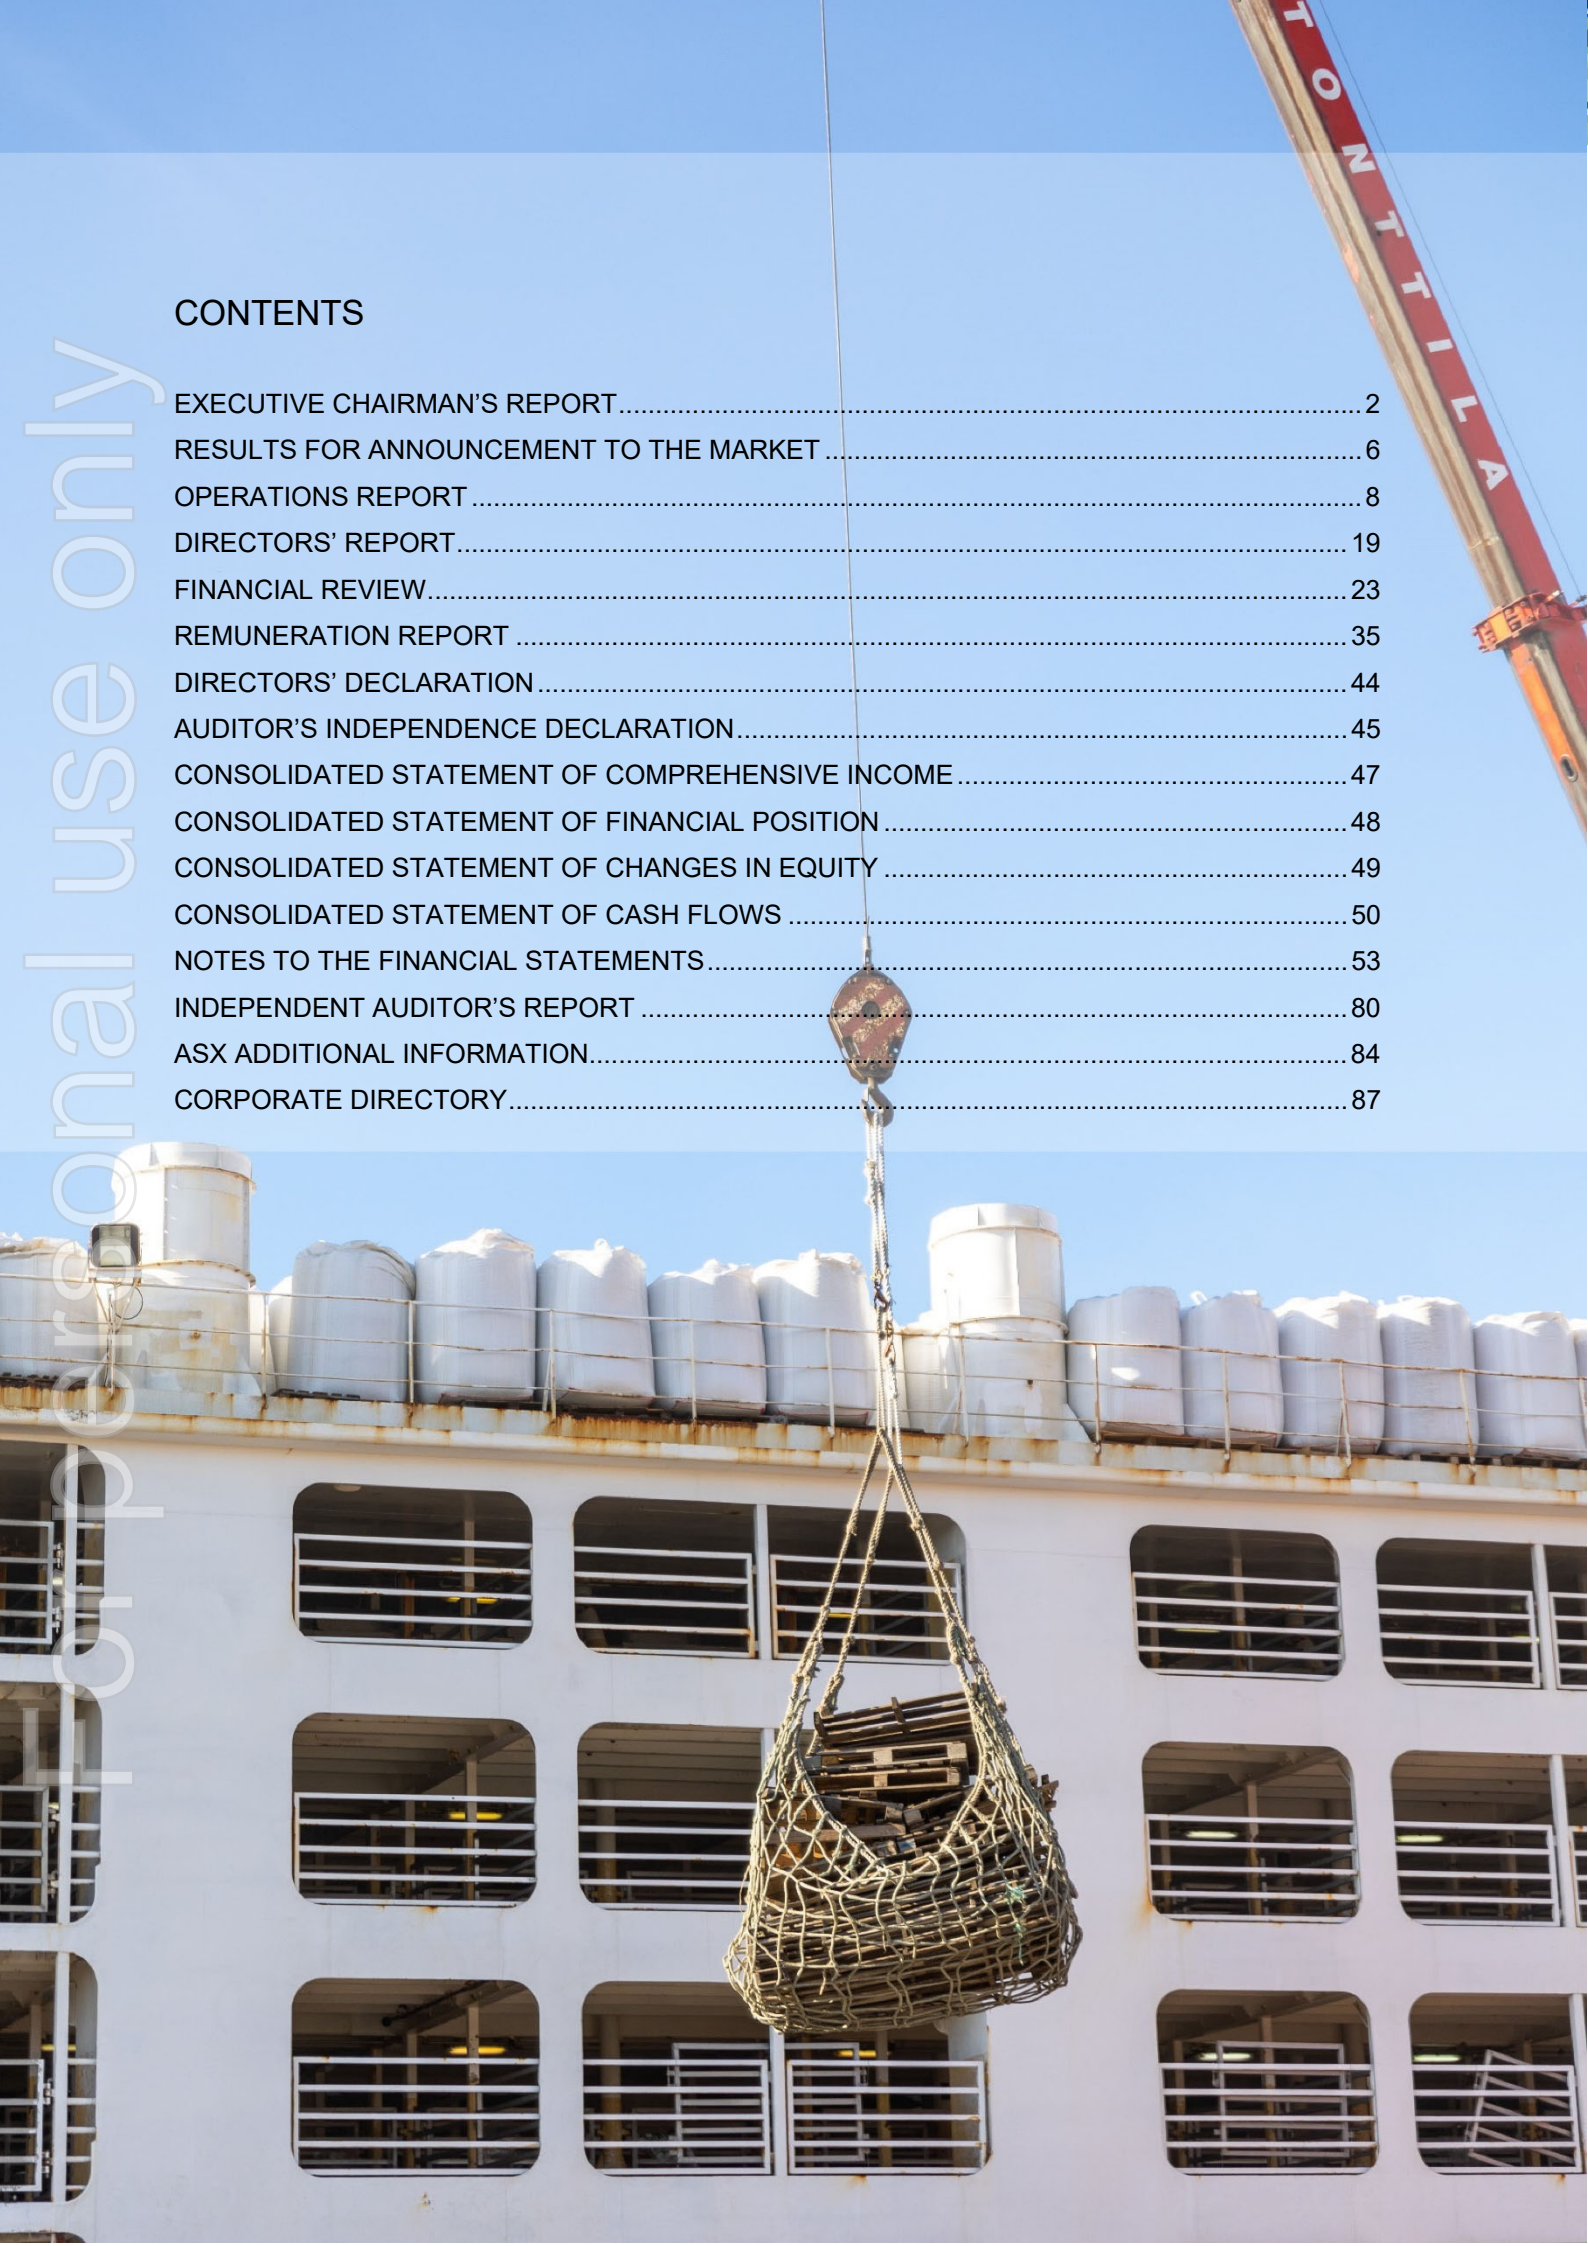 TONTTILA
CONTENTS
EXECUTIVE CHAIRMAN’S REPORT 2
RESULTS FOR ANNOUNCEMENT TO THE MARKET 6
OPERATIONS REPORT 8
DIRECTORS’ REPORT 19
FINANCIAL REVIEW 23
REMUNERATION REPORT 35
DIRECTORS’ DECLARATION 44
AUDITOR’S INDEPENDENCE DECLARATION 45
CONSOLIDATED STATEMENT OF COMPREHENSIVE INCOME 47
CONSOLIDATED STATEMENT OF FINANCIAL POSITION 48
CONSOLIDATED STATEMENT OF CHANGES IN EQUITY 49
CONSOLIDATED STATEMENT OF CASH FLOWS 50
NOTES TO THE FINANCIAL STATEMENTS 53
INDEPENDENT AUDITOR’S REPORT 80
ASX ADDITIONAL INFORMATION 84
CORPORATE DIRECTORY 87
For personal use only